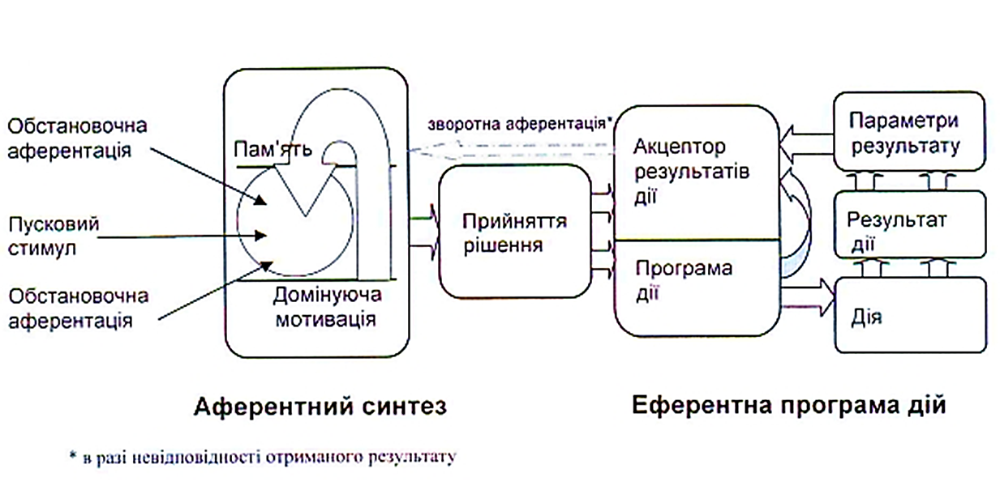 Обстановочна
аферентація
Пусковий
стимул
Обстановочна
аферентація
Пам'ять
Домінуюча
мотивація
зворотна аферентація*
Прийняття
рішення
Акцептор
результатів
дії
Програма
дії
Параметри
результату
Результат
дії
Дія
Аферентний синтез
Еферентна програма дій
* в разі невідповідності отриманого результату